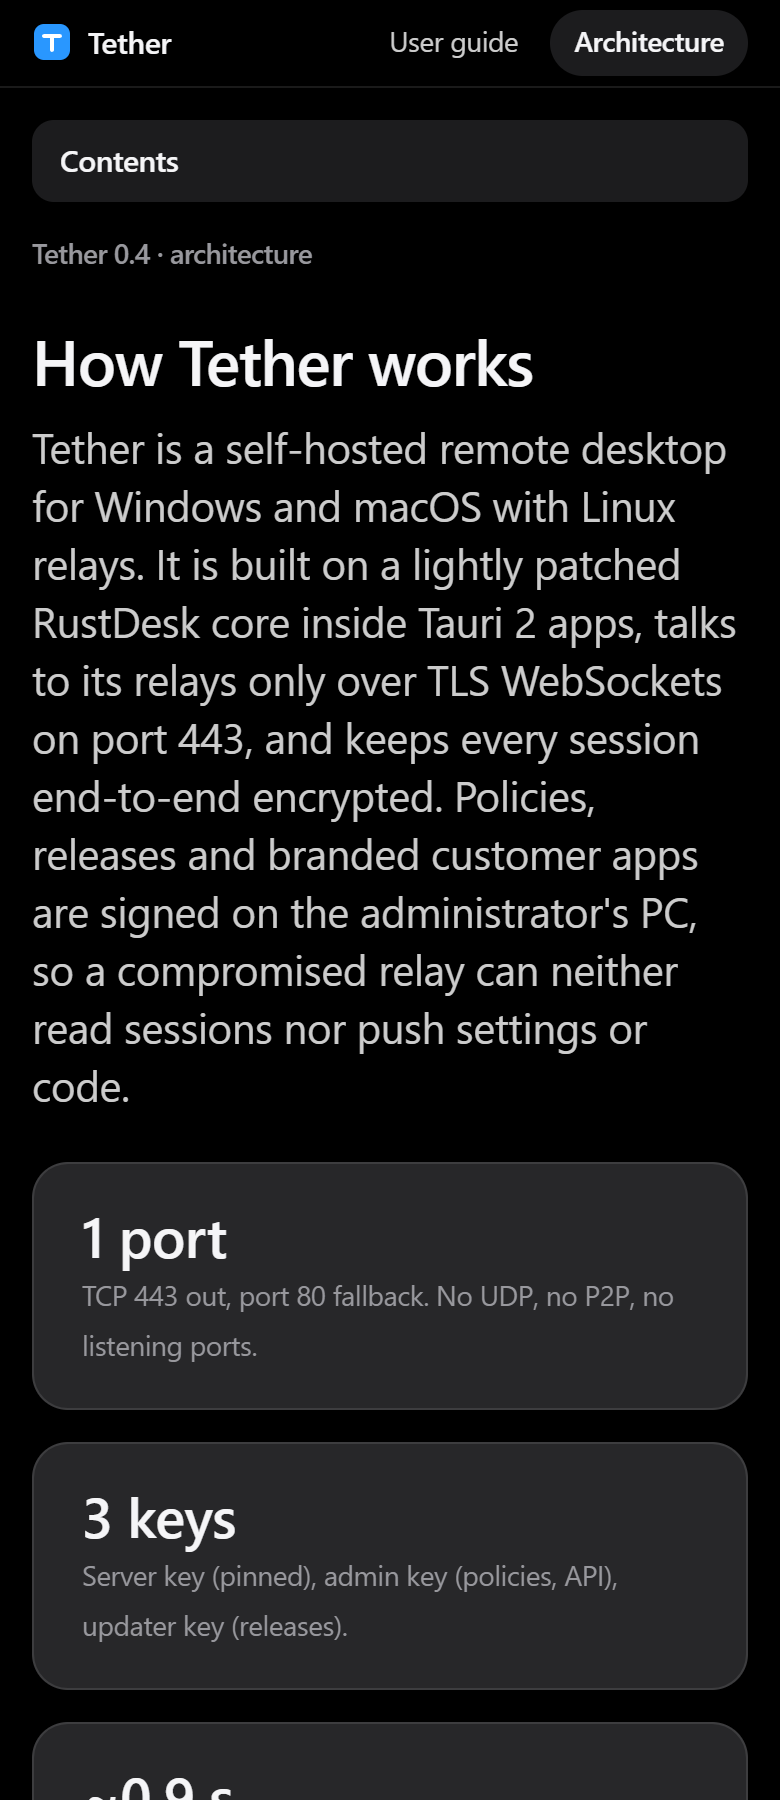 T Tether
User guide
Architecture
Contents
Tether 0.4 · architecture
How Tether works
Tether is a self-hosted remote desktop
for Windows and macOS with Linux
relays. It is built on a lightly patched
RustDesk core inside Tauri 2 apps, talks
to its relays only over TLS WebSockets
on port 443, and keeps every session
end-to-end encrypted. Policies,
releases and branded customer apps
are signed on the administrator's PC,
so a compromised relay can neither
read sessions nor push settings or
code.
1 port
TCP 443 out, port 80 fallback. No UDP, no P2P, no
listening ports.
3 keys
Server key (pinned), admin key (policies, API),
updater key (releases).
~0.9 s